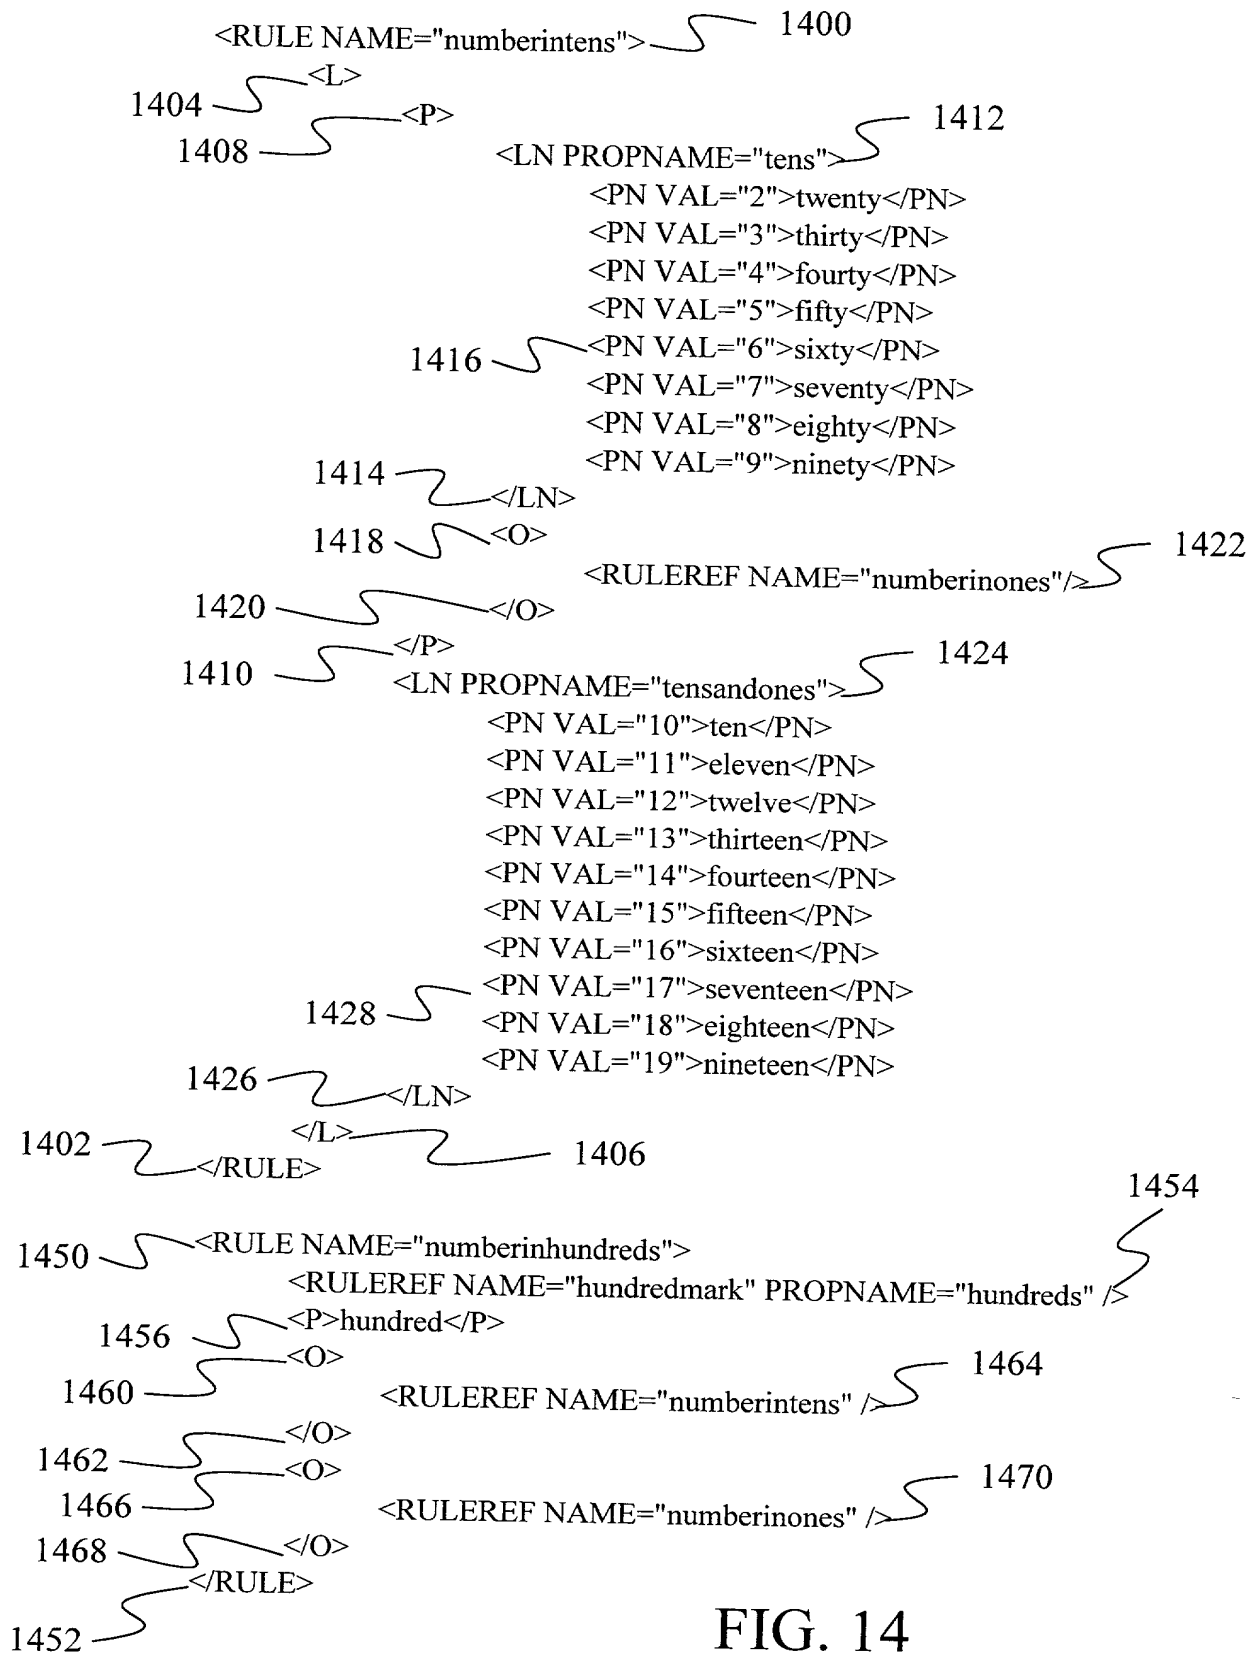 <RULE NAME="numberintens"> 1400
1404 <L>
1408 <P>
<LN PROPNAME="tens"> 1412
<PN VAL="2">twenty</PN>
<PN VAL="3">thirty</PN>
<PN VAL="4">fourty</PN>
<PN VAL="5">fifty</PN>
1416 <PN VAL="6">sixty</PN>
<PN VAL="7">seventy</PN>
<PN VAL="8">eighty</PN>
<PN VAL="9">ninety</PN>
1414 </LN>
1418 <O>
<RULEREF NAME="numberinones"/> 1422
1420 </O>
1410 </P>
<LN PROPNAME="tensandones"> 1424
<PN VAL="10">ten</PN>
<PN VAL="11">eleven</PN>
<PN VAL="12">twelve</PN>
<PN VAL="13">thirteen</PN>
<PN VAL="14">fourteen</PN>
<PN VAL="15">fifteen</PN>
<PN VAL="16">sixteen</PN>
1428 <PN VAL="17">seventeen</PN>
<PN VAL="18">eighteen</PN>
<PN VAL="19">nineteen</PN>
1426 </LN>
</L> 1406
1402 </RULE>
1450 <RULE NAME="numberinhundreds">
<RULEREF NAME="hundredmark" PROPNAME="hundreds" /> 1454
1456 <P>hundred</P>
1460 <O>
<RULEREF NAME="numberintens" /> 1464
1462 </O>
1466 <O>
<RULEREF NAME="numberinones" /> 1470
1468 </O>
1452 </RULE>
FIG. 14